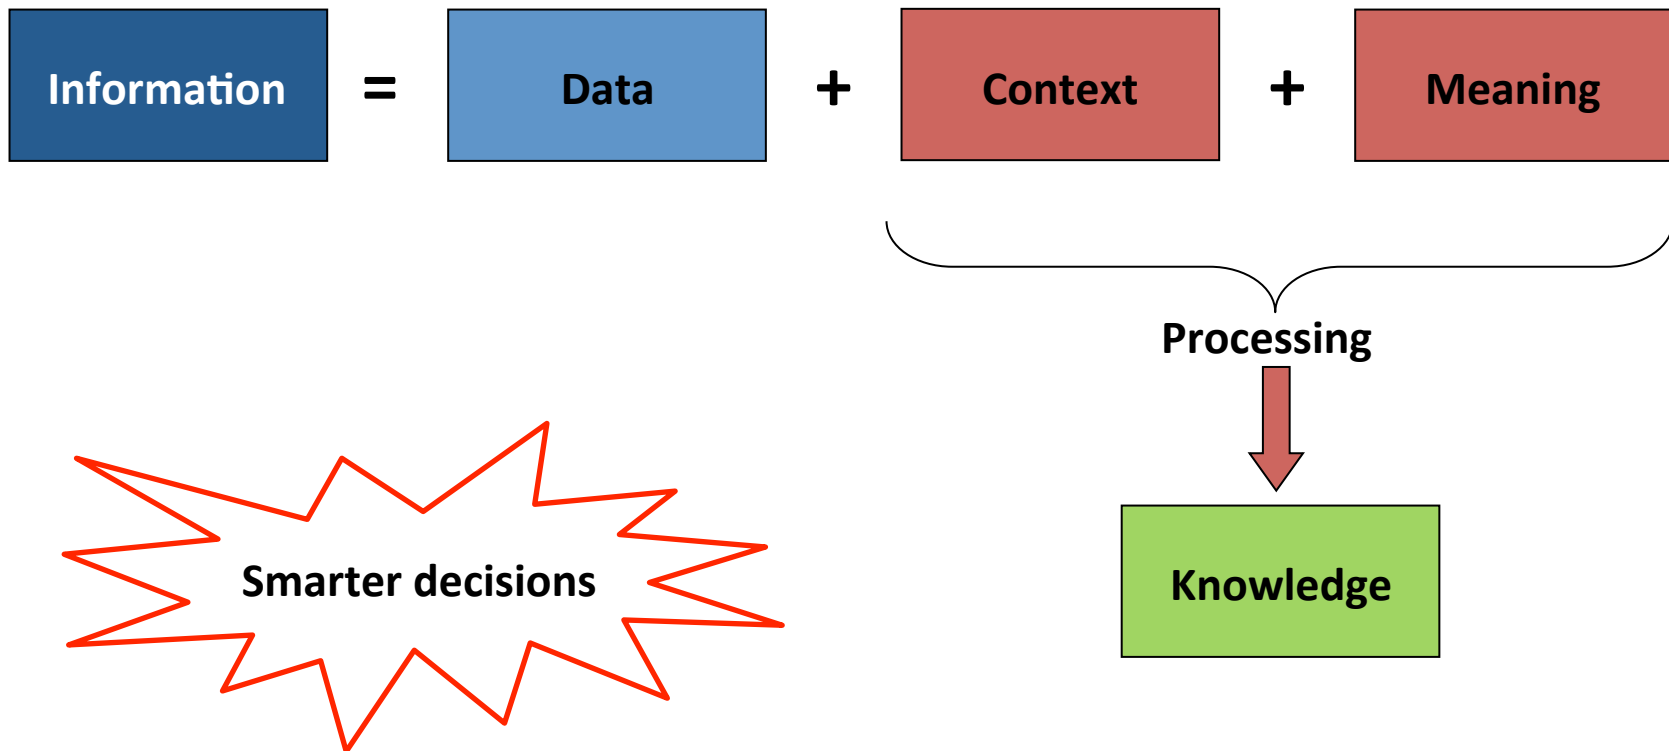 Information = Data + Context + Meaning
Processing
Smarter decisions
Knowledge